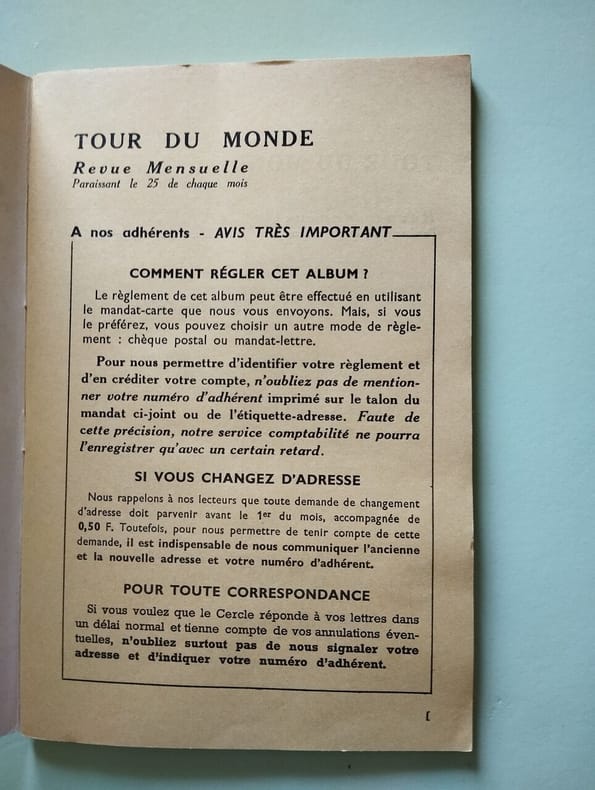 TOUR DU MONDE
Revue Mensuelle
Paraissant le 25 de chaque mois
A nos adhérents - AVIS TRÈS IMPORTANT
COMMENT RÉGLER CET ALBUM ?
Le règlement de cet album peut être effectué en utilisant
le mandat-carte que nous vous envoyons. Mais, si vous
le préférez, vous pouvez choisir un autre mode de règle-
ment : chèque postal ou mandat-lettre.
Pour nous permettre d'identifier votre règlement et
d'en créditer votre compte, n'oubliez pas de mention-
ner votre numéro d'adhérent imprimé sur le talon du
mandat ci-joint ou de l'étiquette-adresse. Faute de
cette précision, notre service comptabilité ne pourra
l'enregistrer qu'avec un certain retard.
SI VOUS CHANGEZ D'ADRESSE
Nous rappelons à nos lecteurs que toute demande de changement
d'adresse doit parvenir avant le 1er du mois, accompagnée de
0,50 F. Toutefois, pour nous permettre de tenir compte de cette
demande, il est indispensable de nous communiquer l'ancienne
et la nouvelle adresse et votre numéro d'adhérent.
POUR TOUTE CORRESPONDANCE
Si vous voulez que le Cercle réponde à vos lettres dans
un délai normal et tienne compte de vos annulations éven-
tuelles, n'oubliez surtout pas de nous signaler votre
adresse et d'indiquer votre numéro d'adhérent.